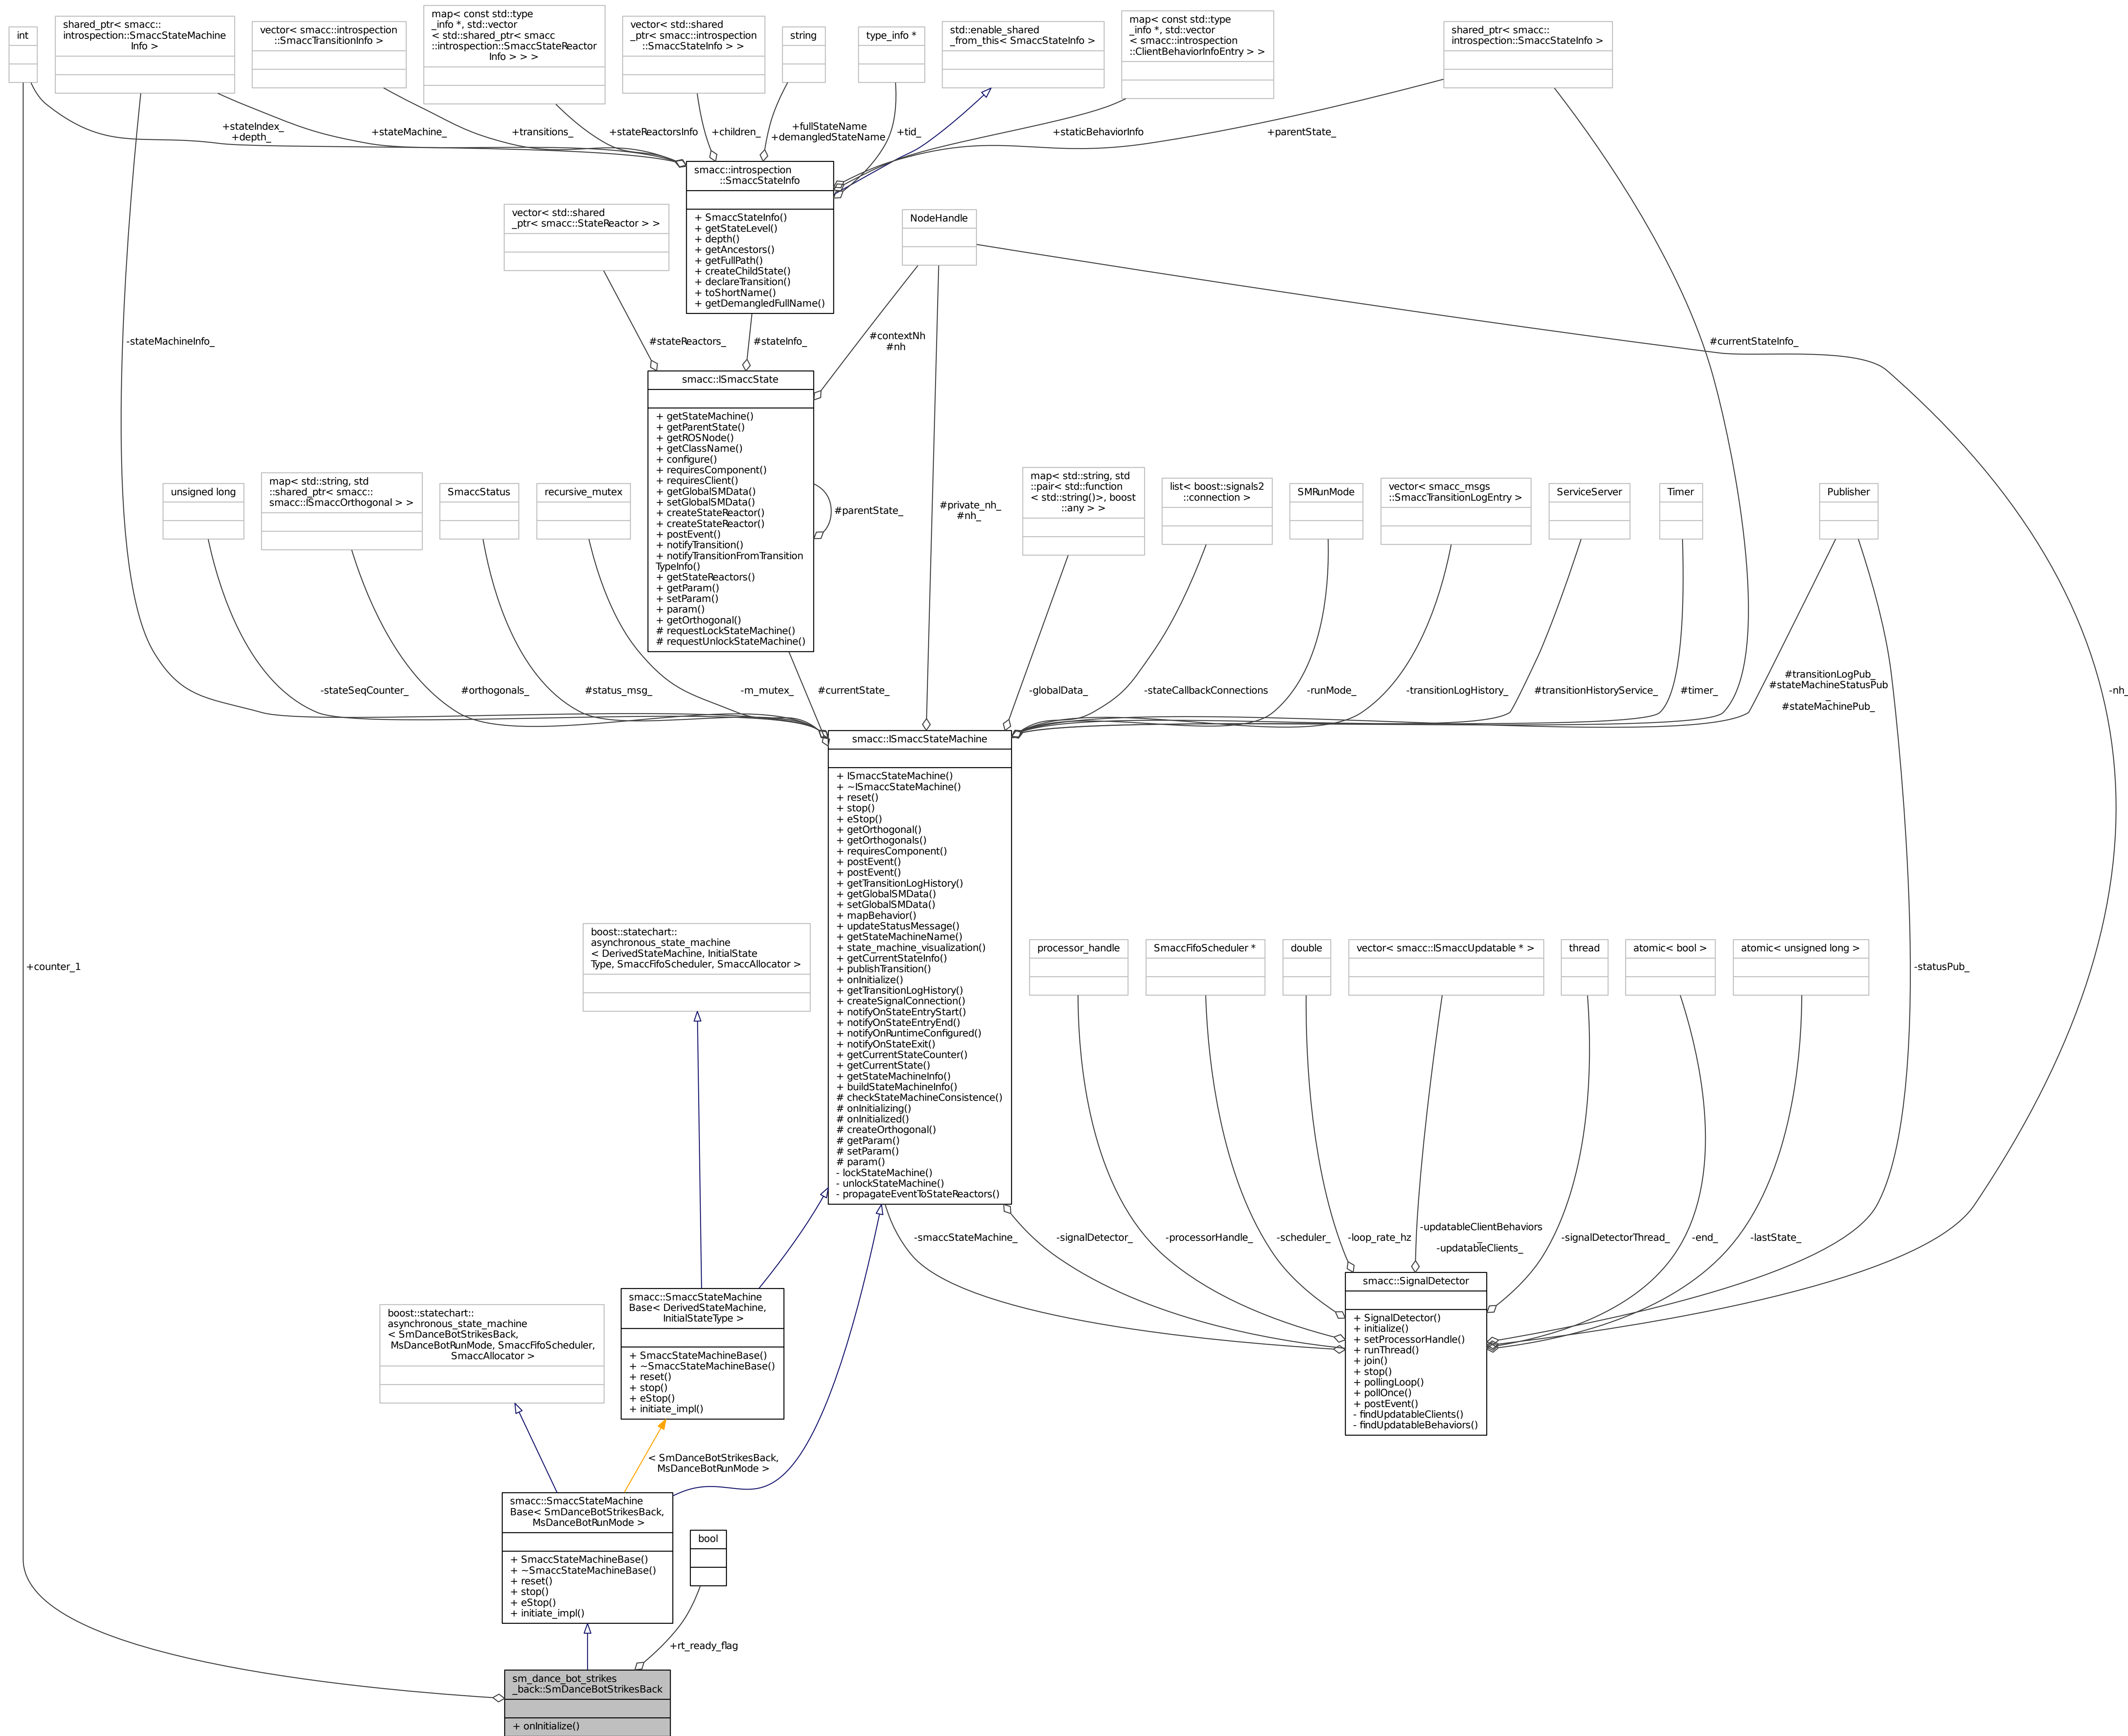 int
shared_ptr< smacc::
introspection::SmaccStateMachine
Info >
vector< smacc::introspection
::SmaccTransitionInfo >
map< const std::type
_info *, std::vector
< std::shared_ptr< smacc
::introspection::SmaccStateReactor
Info > > >
vector< std::shared
_ptr< smacc::introspection
::SmaccStateInfo > >
string
type_info *
std::enable_shared
_from_this< SmaccStateInfo >
map< const std::type
_info *, std::vector
< smacc::introspection
::ClientBehaviorInfoEntry > >
shared_ptr< smacc::
introspection::SmaccStateInfo >
+stateIndex_
+depth_
+stateMachine_
+transitions_
+stateReactorsInfo
+children_
+fullStateName
+demangledStateName
+tid_
+staticBehaviorInfo
+parentState_
smacc::introspection
::SmaccStateInfo
+ SmaccStateInfo()
+ getStateLevel()
+ depth()
+ getAncestors()
+ getFullPath()
+ createChildState()
+ declareTransition()
+ toShortName()
+ getDemangledFullName()
vector< std::shared
_ptr< smacc::StateReactor > >
NodeHandle
-stateMachineInfo_
#stateReactors_
#stateInfo_
#contextNh
#nh
#currentStateInfo_
smacc::ISmaccState
+ getStateMachine()
+ getParentState()
+ getROSNode()
+ getClassName()
+ configure()
+ requiresComponent()
+ requiresClient()
+ getGlobalSMData()
+ setGlobalSMData()
+ createStateReactor()
+ createStateReactor()
+ postEvent()
+ notifyTransition()
+ notifyTransitionFromTransition
TypeInfo()
+ getStateReactors()
+ getParam()
+ setParam()
+ param()
+ getOrthogonal()
# requestLockStateMachine()
# requestUnlockStateMachine()
#parentState_
#private_nh_
#nh_
unsigned long
map< std::string, std
::shared_ptr< smacc::
smacc::ISmaccOrthogonal > >
SmaccStatus
recursive_mutex
map< std::string, std
::pair< std::function
< std::string()>, boost
::any > >
list< boost::signals2
::connection >
SMRunMode
vector< smacc_msgs
::SmaccTransitionLogEntry >
ServiceServer
Timer
Publisher
-nh_
-stateSeqCounter_
#orthogonals_
#status_msg_
-m_mutex_
#currentState_
-globalData_
-stateCallbackConnections
-runMode_
-transitionLogHistory_
#transitionHistoryService_
#timer_
#transitionLogPub_
#stateMachineStatusPub
_
#stateMachinePub_
smacc::ISmaccStateMachine
+ ISmaccStateMachine()
+ ~ISmaccStateMachine()
+ reset()
+ stop()
+ eStop()
+ getOrthogonal()
+ getOrthogonals()
+ requiresComponent()
+ postEvent()
+ postEvent()
+ getTransitionLogHistory()
+ getGlobalSMData()
+ setGlobalSMData()
+ mapBehavior()
+ updateStatusMessage()
+ getStateMachineName()
+ state_machine_visualization()
+ getCurrentStateInfo()
+ publishTransition()
+ onInitialize()
+ getTransitionLogHistory()
+ createSignalConnection()
+ notifyOnStateEntryStart()
+ notifyOnStateEntryEnd()
+ notifyOnRuntimeConfigured()
+ notifyOnStateExit()
+ getCurrentStateCounter()
+ getCurrentState()
+ getStateMachineInfo()
+ buildStateMachineInfo()
# checkStateMachineConsistence()
# onInitializing()
# onInitialized()
# createOrthogonal()
# getParam()
# setParam()
# param()
- lockStateMachine()
- unlockStateMachine()
- propagateEventToStateReactors()
+counter_1
boost::statechart::
asynchronous_state_machine
< DerivedStateMachine, InitialState
Type, SmaccFifoScheduler, SmaccAllocator >
processor_handle
SmaccFifoScheduler *
double
vector< smacc::ISmaccUpdatable * >
thread
atomic< bool >
atomic< unsigned long >
-statusPub_
-smaccStateMachine_
-signalDetector_
-processorHandle_
-scheduler_
-loop_rate_hz
-updatableClientBehaviors
_
-updatableClients_
-signalDetectorThread_
-end_
-lastState_
smacc::SignalDetector
+ SignalDetector()
+ initialize()
+ setProcessorHandle()
+ runThread()
+ join()
+ stop()
+ pollingLoop()
+ pollOnce()
+ postEvent()
- findUpdatableClients()
- findUpdatableBehaviors()
smacc::SmaccStateMachine
Base< DerivedStateMachine,
InitialStateType >
+ SmaccStateMachineBase()
+ ~SmaccStateMachineBase()
+ reset()
+ stop()
+ eStop()
+ initiate_impl()
boost::statechart::
asynchronous_state_machine
< SmDanceBotStrikesBack,
MsDanceBotRunMode, SmaccFifoScheduler,
SmaccAllocator >
< SmDanceBotStrikesBack,
MsDanceBotRunMode >
smacc::SmaccStateMachine
Base< SmDanceBotStrikesBack,
MsDanceBotRunMode >
+ SmaccStateMachineBase()
+ ~SmaccStateMachineBase()
+ reset()
+ stop()
+ eStop()
+ initiate_impl()
bool
+rt_ready_flag
sm_dance_bot_strikes
_back::SmDanceBotStrikesBack
+ onInitialize()